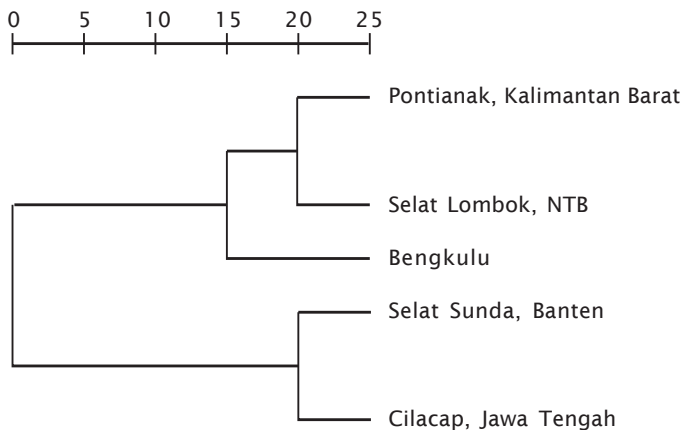 0 5 10 15 20 25
Pontianak, Kalimantan Barat
Selat Lombok, NTB
Bengkulu
Selat Sunda, Banten
Cilacap, Jawa Tengah